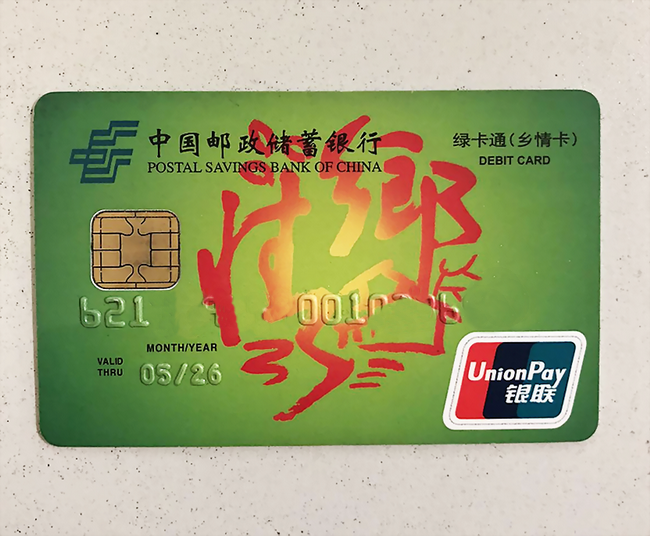 中国邮政储蓄银行
POSTAL SAVINGS BANK OF CHINA
绿卡通(乡情卡)
DEBIT CARD
MONTH/YEAR
VALID
THRU
05/26
UnionPay
银联